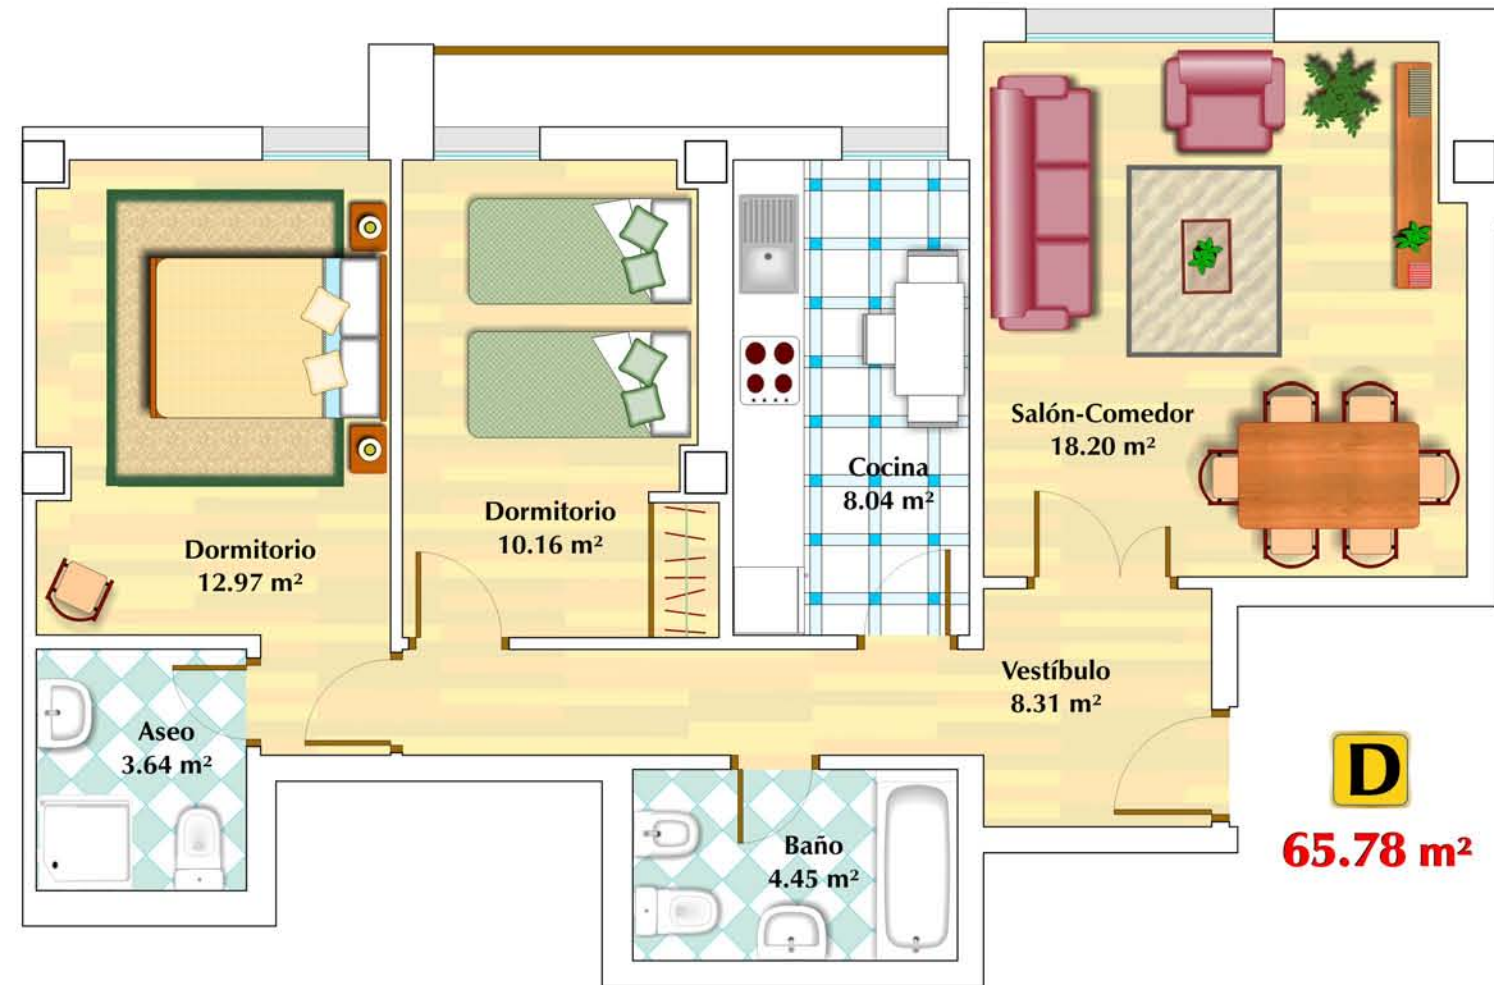 Salón-Comedor
18.20 m²
Cocina
8.04 m²
Dormitorio
10.16 m²
Dormitorio
12.97 m²
Vestíbulo
8.31 m²
Aseo
3.64 m²
D
65.78 m²
Baño
4.45 m²